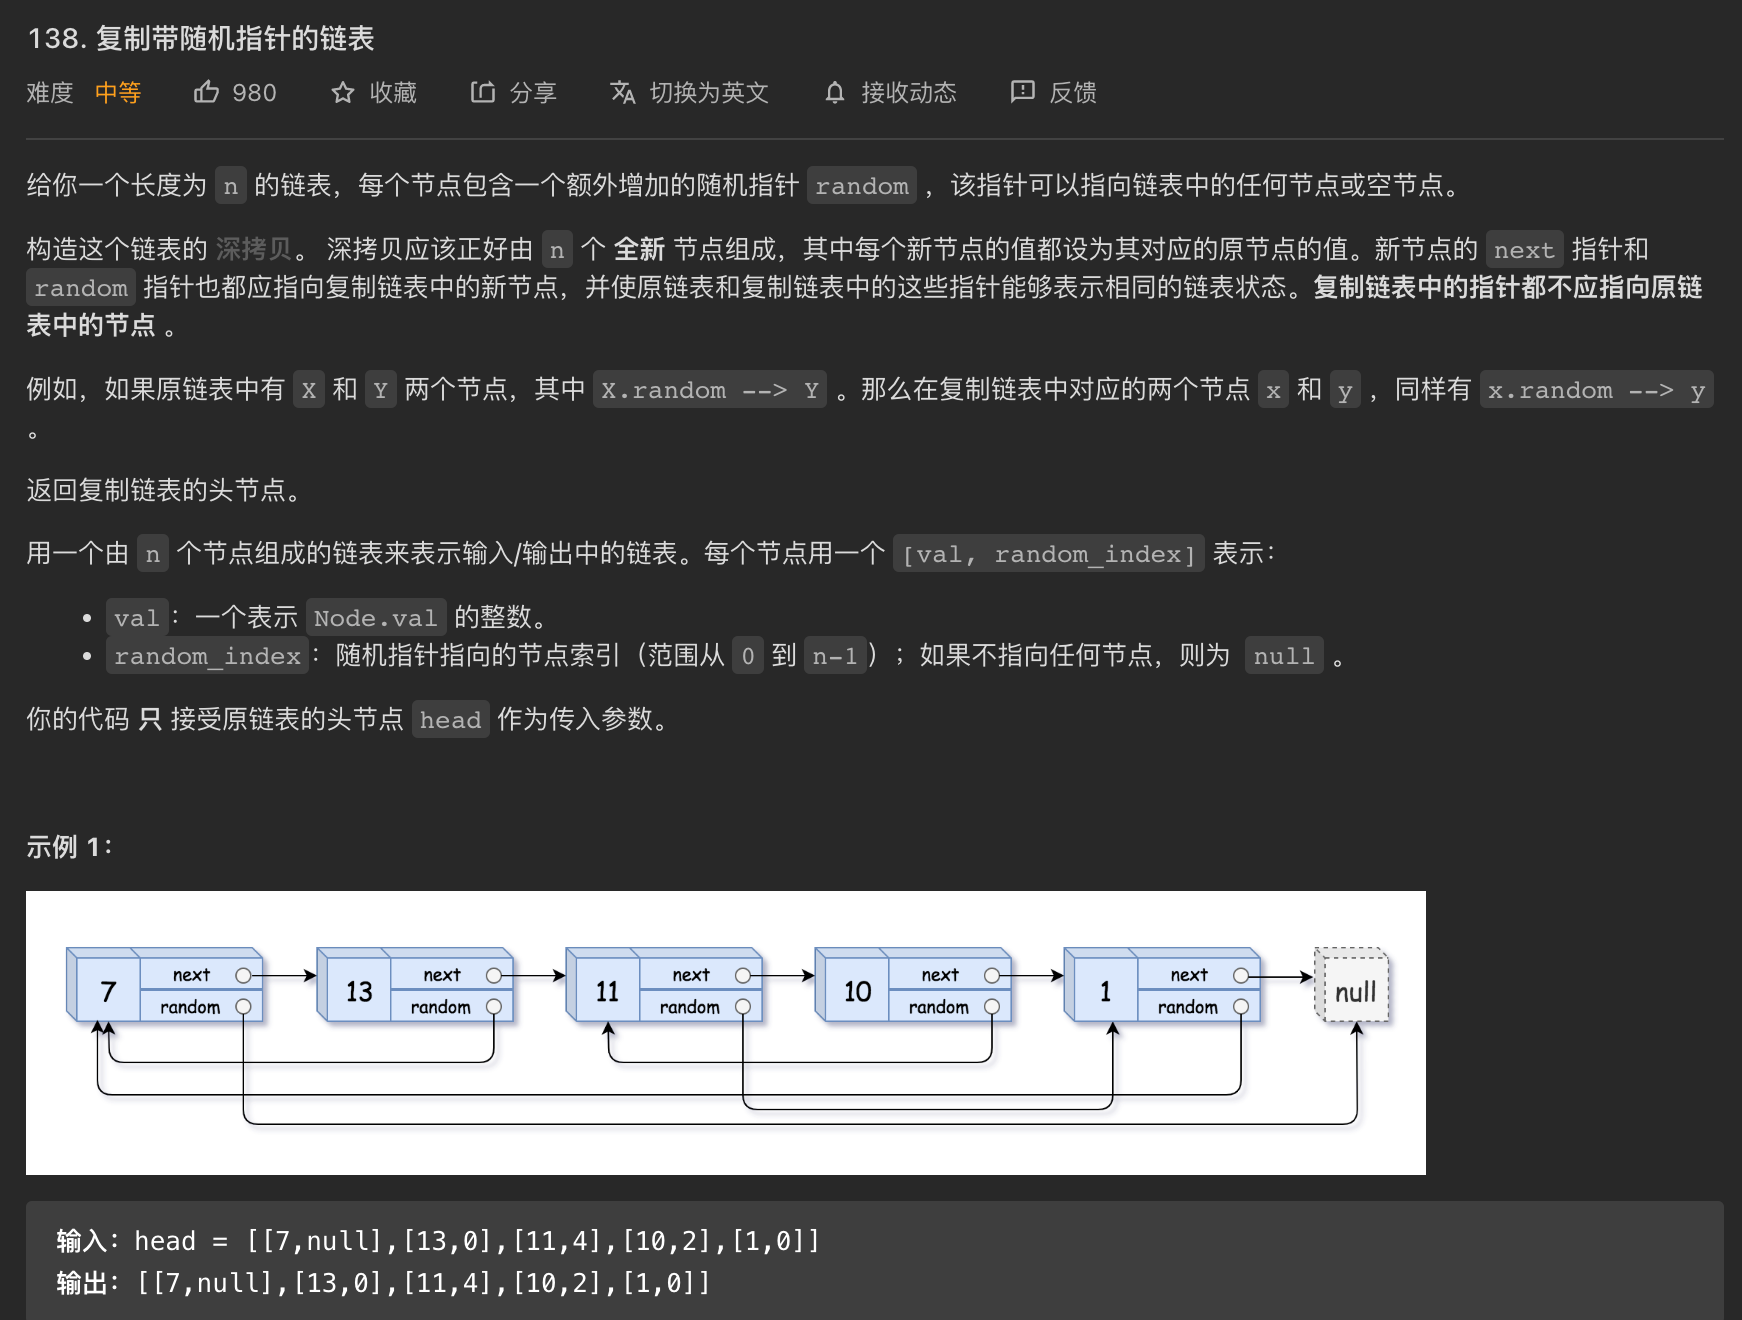 138. 复制带随机指针的链表
难度 中等 980 收藏 分享 切换为英文 接收动态 反馈
给你一个长度为 n 的链表，每个节点包含一个额外增加的随机指针 random ，该指针可以指向链表中的任何节点或空节点。
构造这个链表的 深拷贝。 深拷贝应该正好由 n 个 全新 节点组成，其中每个新节点的值都设为其对应的原节点的值。新节点的 next 指针和
random 指针也都应指向复制链表中的新节点，并使原链表和复制链表中的这些指针能够表示相同的链表状态。复制链表中的指针都不应指向原链
表中的节点 。
例如，如果原链表中有 X 和 Y 两个节点，其中 X.random --> Y 。那么在复制链表中对应的两个节点 x 和 y ，同样有 x.random --> y
。
返回复制链表的头节点。
用一个由 n 个节点组成的链表来表示输入/输出中的链表。每个节点用一个 [val, random_index] 表示：
• val：一个表示 Node.val 的整数。
• random_index：随机指针指向的节点索引（范围从 0 到 n-1）；如果不指向任何节点，则为 null 。
你的代码 只 接受原链表的头节点 head 作为传入参数。
示例 1：
7 next random 13 next random 11 next random 10 next random 1 next random null
输入：head = [[7,null],[13,0],[11,4],[10,2],[1,0]]
输出：[[7,null],[13,0],[11,4],[10,2],[1,0]]